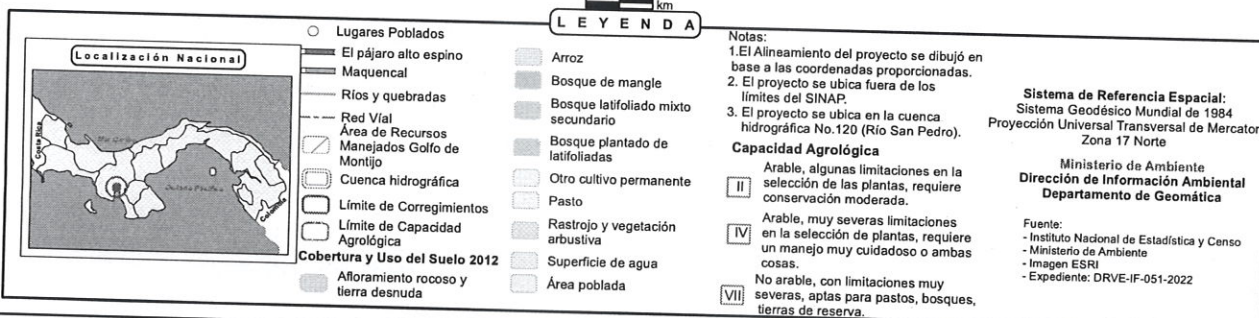 km
LEYENDA
Localización Nacional
Costa Rica
Colombia
Lugares Poblados
El pájaro alto espino
Maquencal
Ríos y quebradas
Red Víal
Área de Recursos
Manejados Golfo de
Montijo
Cuenca hidrográfica
Límite de Corregimientos
Límite de Capacidad
Agrológica
Cobertura y Uso del Suelo 2012
Afloramiento rocoso y
tierra desnuda
Arroz
Bosque de mangle
Bosque latifoliado mixto
secundario
Bosque plantado de
latifoliadas
Otro cultivo permanente
Pasto
Rastrojo y vegetación
arbustiva
Superficie de agua
Área poblada
Notas:
1.El Alineamiento del proyecto se dibujó en
base a las coordenadas proporcionadas.
2. El proyecto se ubica fuera de los
límites del SINAP.
3. El proyecto se ubica en la cuenca
hidrográfica No.120 (Río San Pedro).
Capacidad Agrológica
II
Arable, algunas limitaciones en la
selección de las plantas, requiere
conservación moderada.
IV
Arable, muy severas limitaciones
en la selección de plantas, requiere
un manejo muy cuidadoso o ambas
cosas.
VII
No arable, con limitaciones muy
severas, aptas para pastos, bosques,
tierras de reserva.
Sistema de Referencia Espacial:
Sistema Geodésico Mundial de 1984
Proyección Universal Transversal de Mercator
Zona 17 Norte
Ministerio de Ambiente
Dirección de Información Ambiental
Departamento de Geomática
Fuente:
- Instituto Nacional de Estadística y Censo
- Ministerio de Ambiente
- Imagen ESRI
- Expediente: DRVE-IF-051-2022